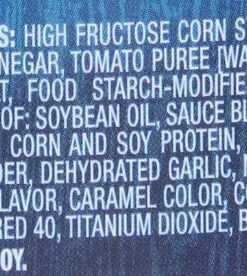 S: HIGH FRUCTOSE CORN S
NEGAR, TOMATO PUREE WA
T, FOOD STARCH-MODIFIE
OF: SOYBEAN OIL, SAUCE BL
CORN AND SOY PROTEIN,
DER, DEHYDRATED GARLIC,
LAVOR, CARAMEL COLOR, C
RED 40, TITANIUM DIOXIDE, B
OY.